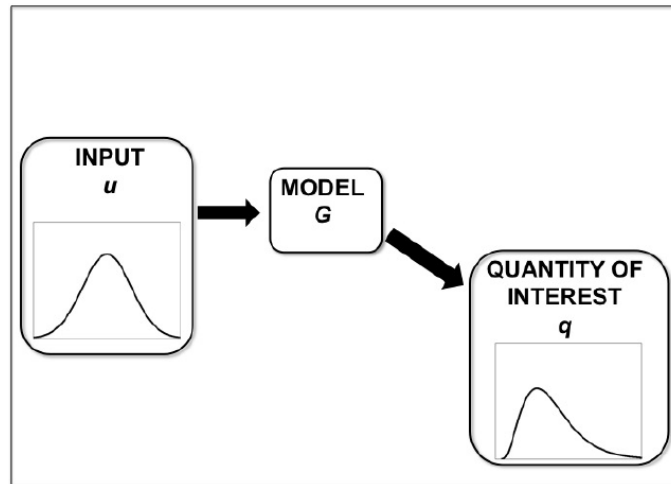 INPUT
u
MODEL
G
QUANTITY OF
INTEREST
q